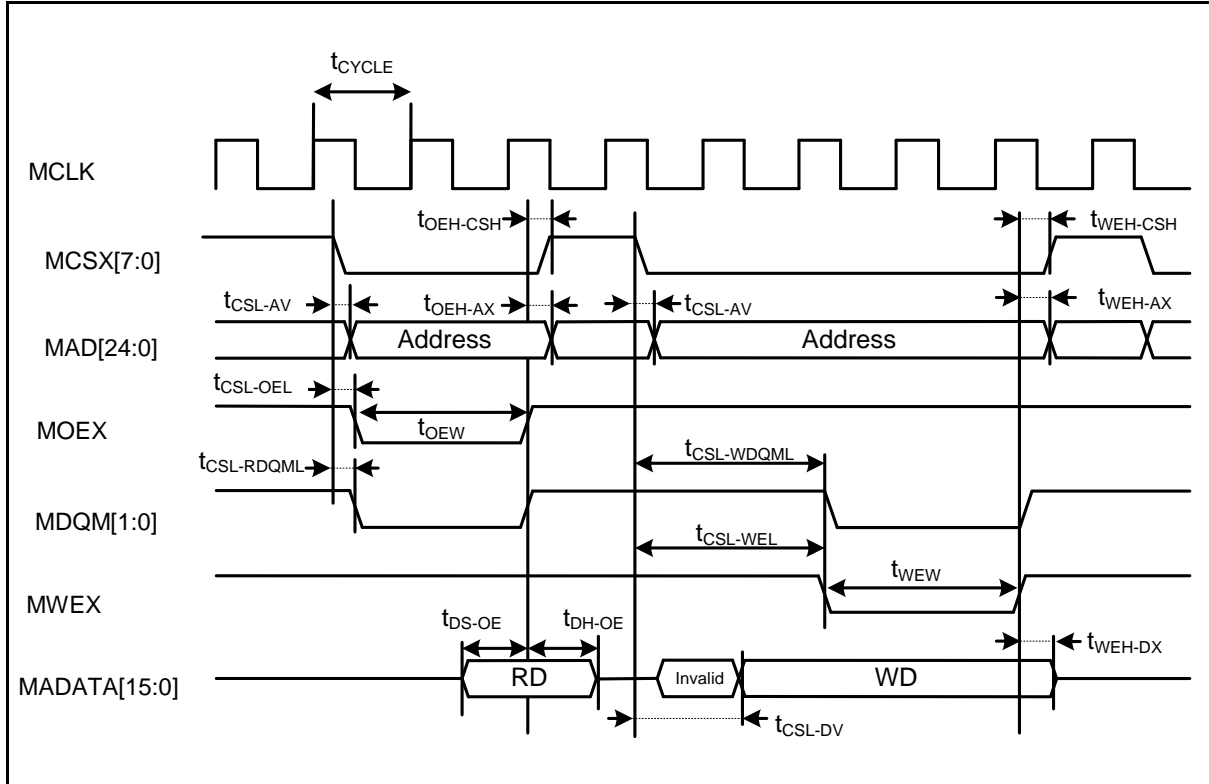 tCYCLE
MCLK
tOEH-CSH
tWEH-CSH
MCSX[7:0]
tCSL-AV
tOEH-AX
tCSL-AV
tWEH-AX
MAD[24:0]
Address
Address
tCSL-OEL
MOEX
tOEW
tCSL-WDQML
tCSL-RDQML
MDQM[1:0]
tCSL-WEL
tWEW
MWEX
tDS-OE
tDH-OE
tWEH-DX
MADATA[15:0]
RD
Invalid
WD
tCSL-DV